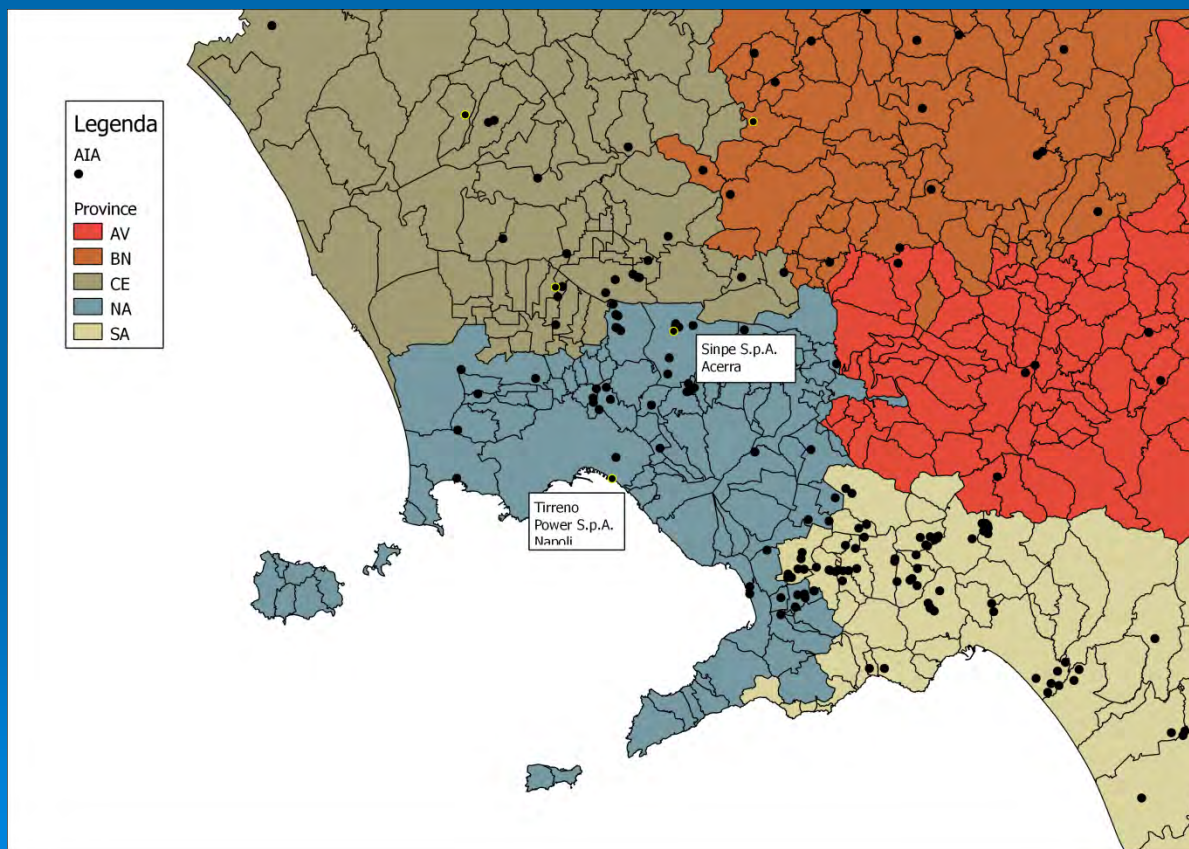 Legenda
AIA
Province
AV
BN
CE
NA
SA
Sinpe S.p.A.
Acerra
Tirreno
Power S.p.A.
Napoli